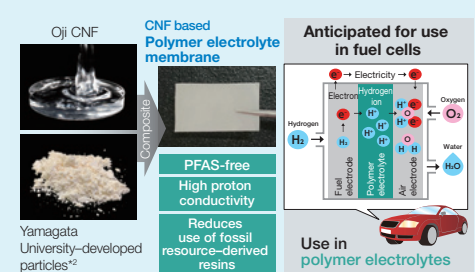 Oji CNF
Yamagata
University–developed
particles*2
Composite
CNF based
Polymer electrolyte
membrane
PFAS-free
High proton
conductivity
Reduces
use of fossil
resource–derived
resins
Anticipated for use
in fuel cells
e⁻ → Electricity → e⁻
Electron
Hydrogen
ion
Hydrogen
H₂
e⁻
H₂
H⁺
H⁺
H⁺
H⁺
H⁺
H⁺
H⁺
e⁻
O
H⁺
e⁻
O
H H
Oxygen
O₂
Water
H₂O
Fuel
electrode
Polymer
electrolyte
Air
electrode
Use in
polymer electrolytes